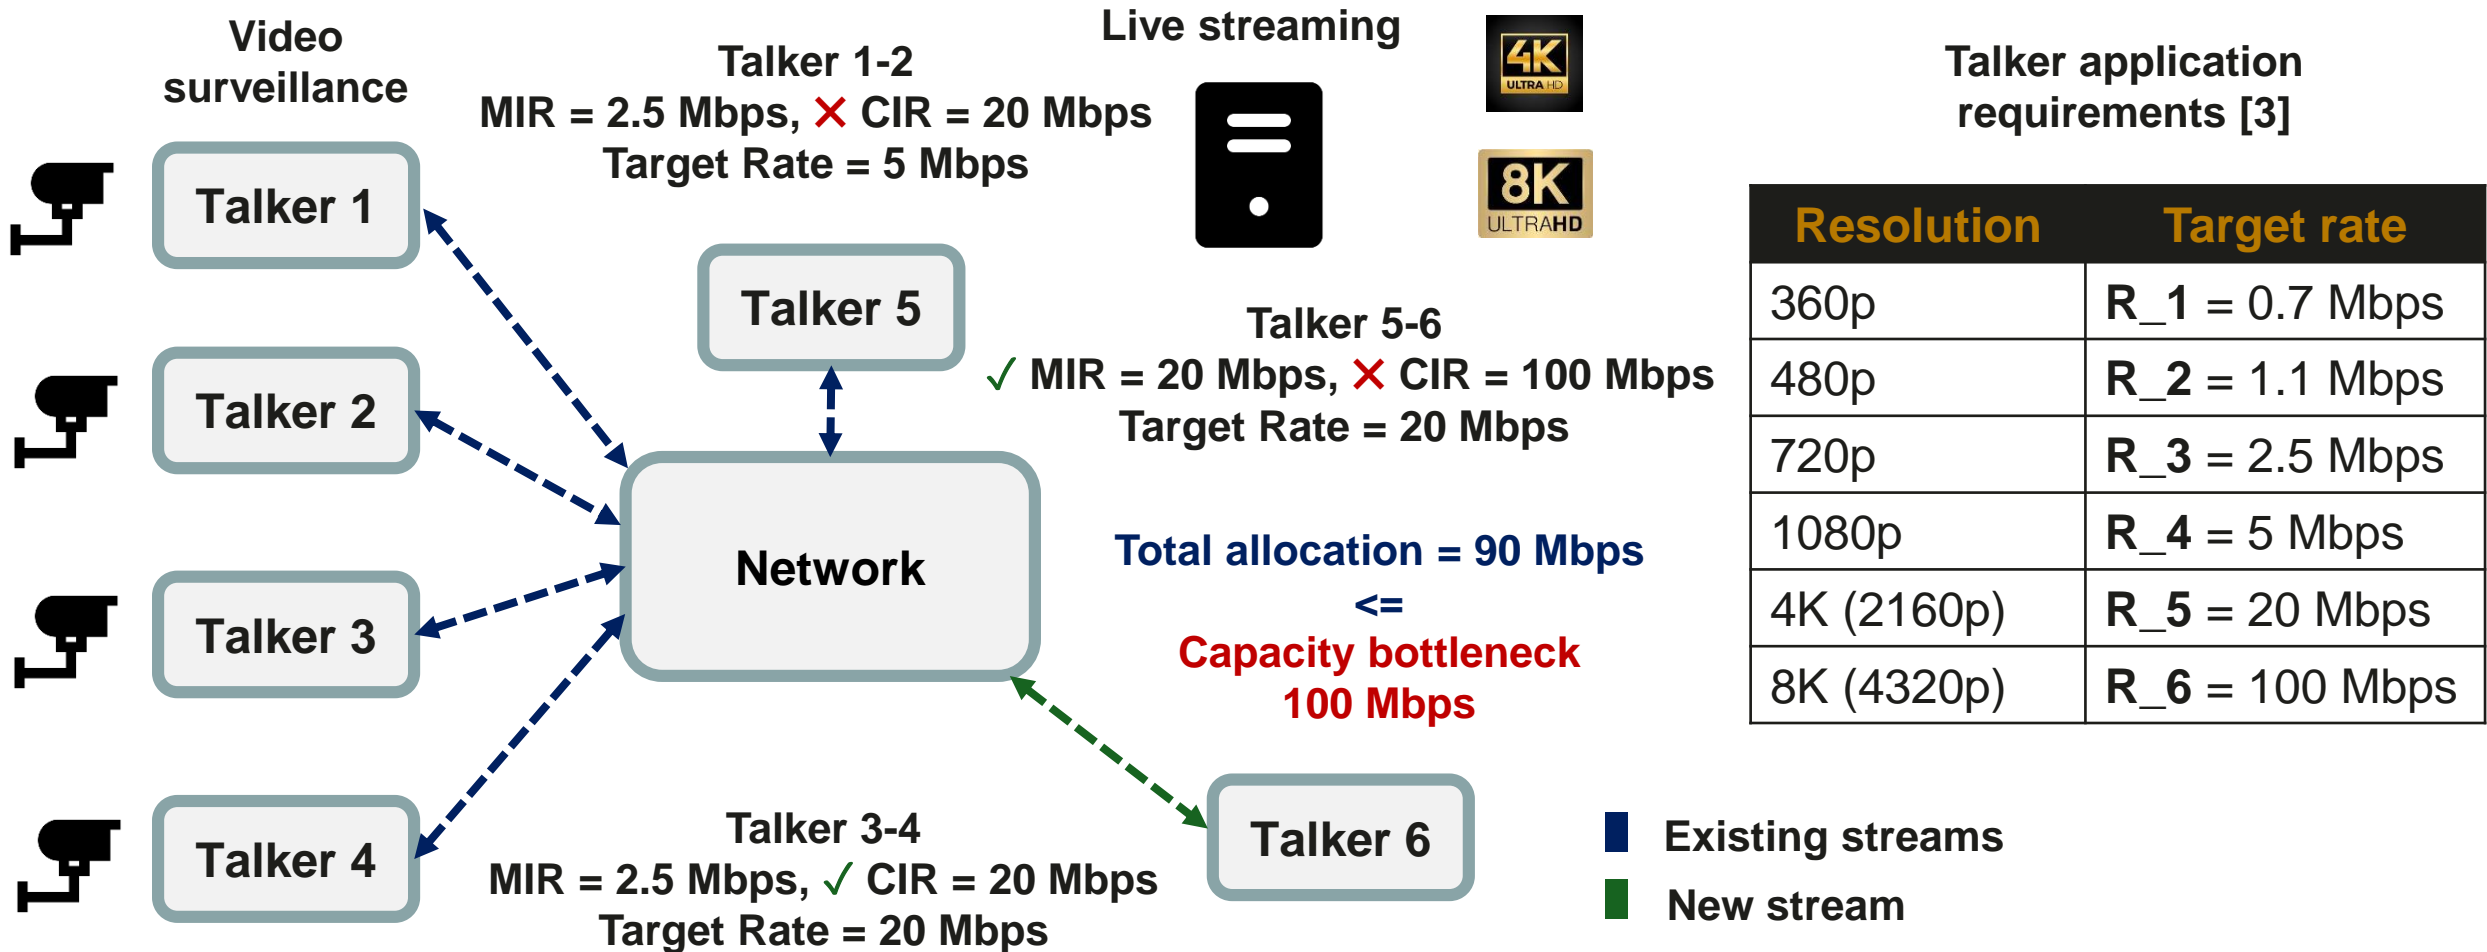 Video
surveillance
Talker 1-2
MIR = 2.5 Mbps, ✕ CIR = 20 Mbps
Target Rate = 5 Mbps
Live streaming
4K
ULTRA HD
8K
ULTRAHD
Talker application
requirements [3]
Talker 1
Talker 2
Talker 3
Talker 4
Talker 5
Talker 5-6
✓ MIR = 20 Mbps, ✕ CIR = 100 Mbps
Target Rate = 20 Mbps
Network
Total allocation = 90 Mbps
<=
Capacity bottleneck
100 Mbps
Talker 3-4
MIR = 2.5 Mbps, ✓ CIR = 20 Mbps
Target Rate = 20 Mbps
Talker 6
Resolution Target rate
360p R_1 = 0.7 Mbps
480p R_2 = 1.1 Mbps
720p R_3 = 2.5 Mbps
1080p R_4 = 5 Mbps
4K (2160p) R_5 = 20 Mbps
8K (4320p) R_6 = 100 Mbps
Existing streams
New stream